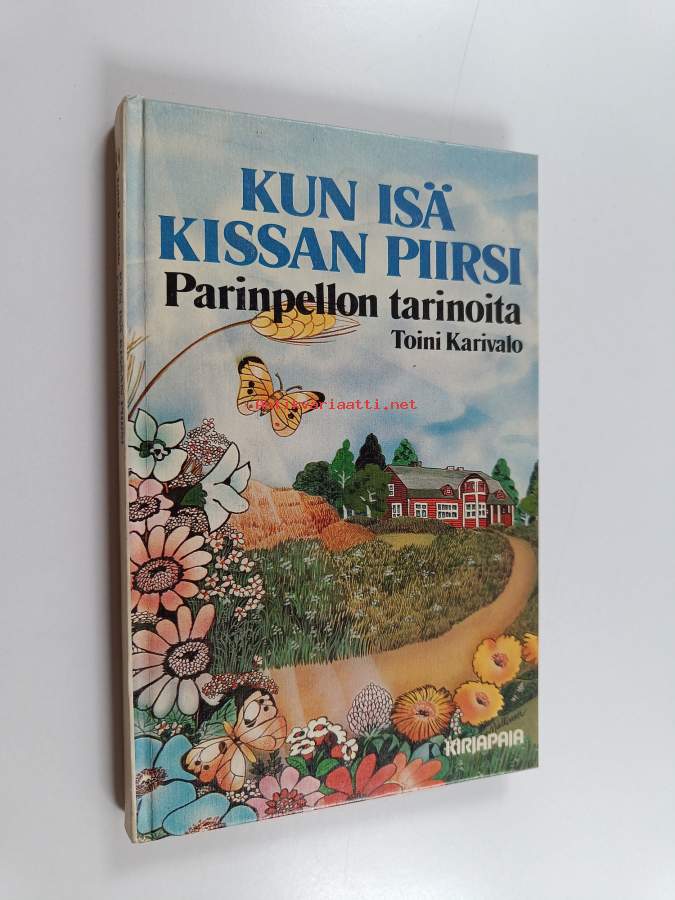 KUN ISÄ
KISSAN PIIRSI
Parinpellon tarinoita
Toini Karivalo
antikvariaatti.net
KIRJAPAJA